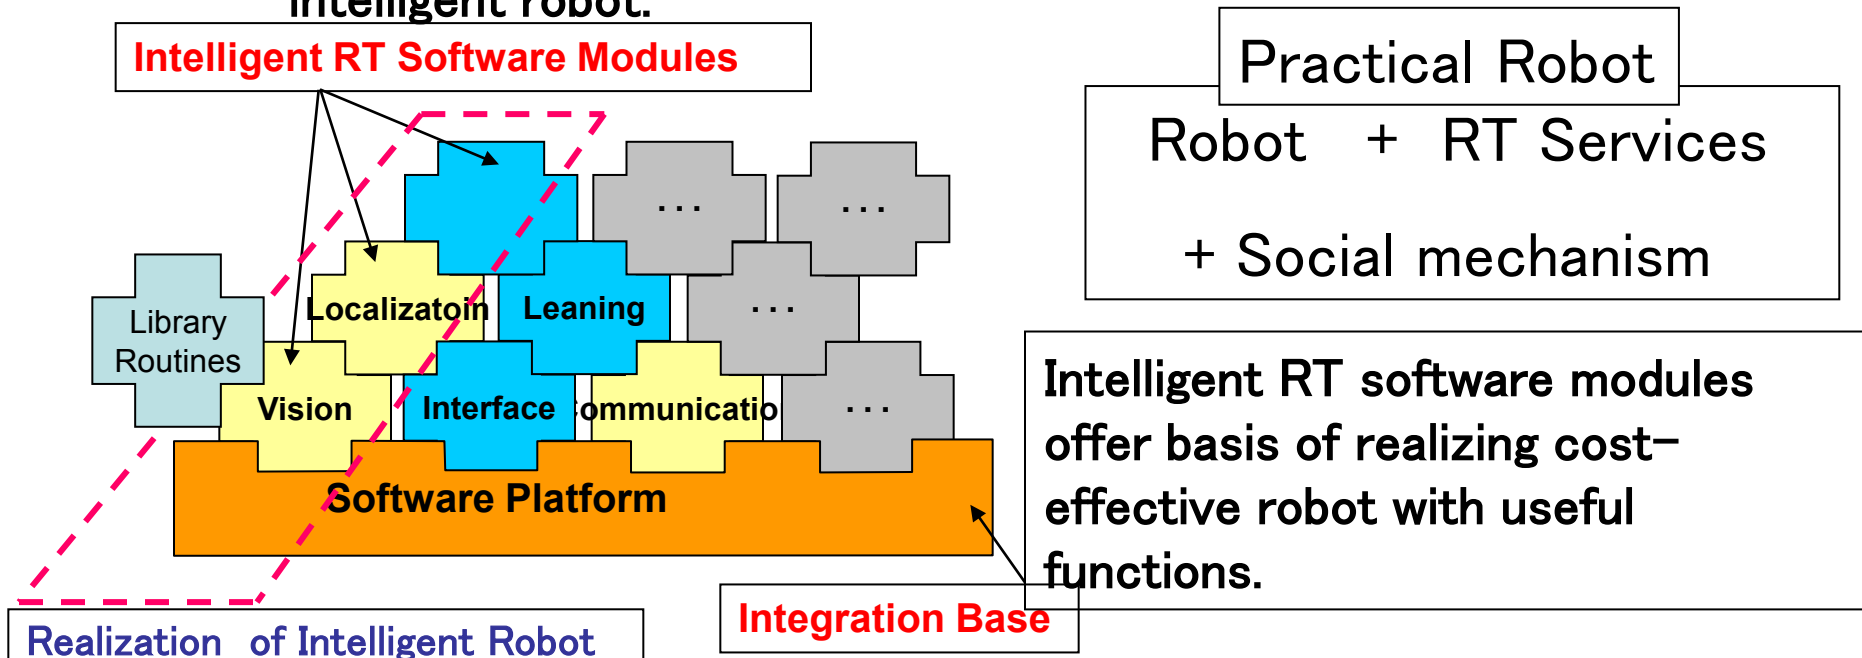 intelligent robot.
Intelligent RT Software Modules
Practical Robot
Robot + RT Services
+ Social mechanism
...
...
Localizatoin
Leaning
...
Library
Routines
Vision
Interface
ommunicatio
...
Software Platform
Intelligent RT software modules
offer basis of realizing cost-
effective robot with useful
functions.
Integration Base
Realization of Intelligent Robot